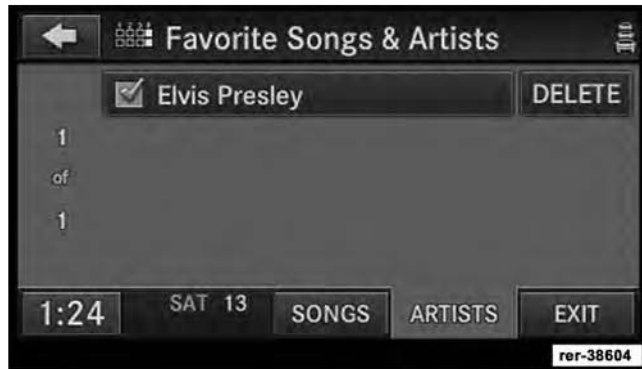 Favorite Songs & Artists
Elvis Presley DELETE
1
of
1
1:24 SAT 13 SONGS ARTISTS EXIT
rer-38604